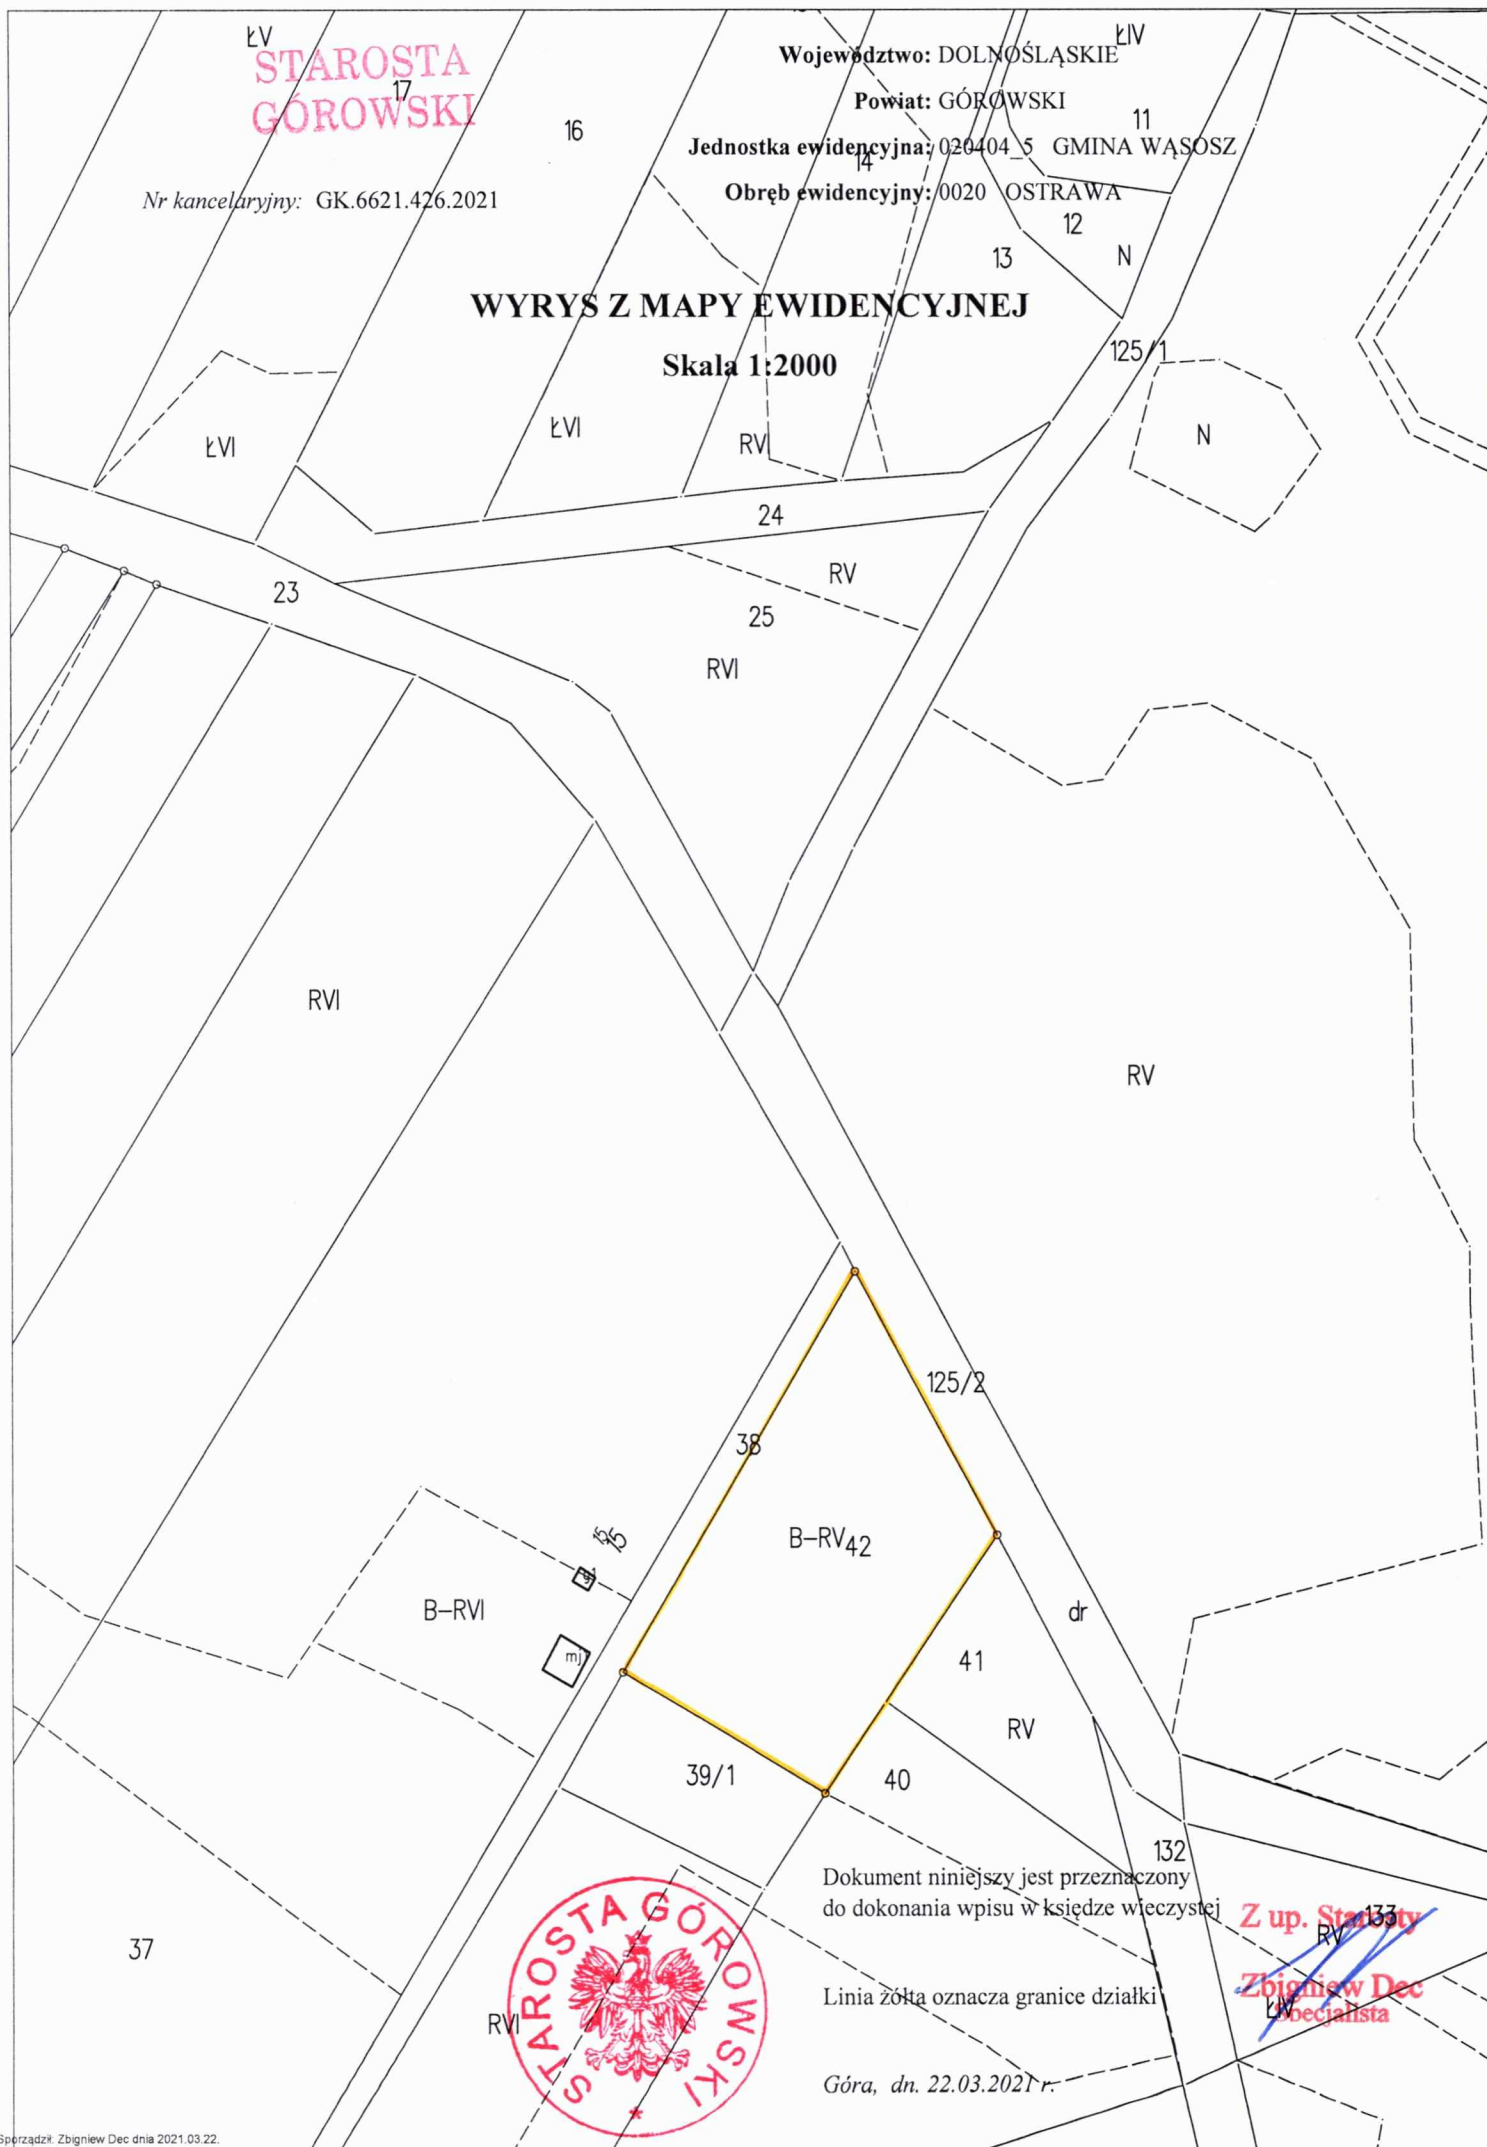 ŁV
STAROSTA
GÓROWSKI
17
16
Województwo: DOLNOŚLĄSKIE
ŁIV
Powiat: GÓROWSKI
11
Jednostka ewidencyjna: 020404_5 GMINA WĄSOSZ
14
Nr kancelaryjny: GK.6621.426.2021
Obręb ewidencyjny: 0020 OSTRAWA
12
13
N
WYRYS Z MAPY EWIDENCYJNEJ
125/1
Skala 1:2000
ŁVI
ŁVI
RV
N
24
RV
23
25
RVI
RVI
RV
125/2
38
15
15
B-RV
42
g
B-RVI
dr
mj
41
RV
39/1
40
132
Dokument niniejszy jest przeznaczony
do dokonania wpisu w księdze wieczystej
Z up. Starosty
133
RV
37
Zbigniew Dec
Linia żółta oznacza granice działki
ŁIV
Specjalista
RVI
STAROSTA GÓROWSKI *
Góra, dn. 22.03.2021 r.
Sporządził: Zbigniew Dec dnia 2021.03.22.